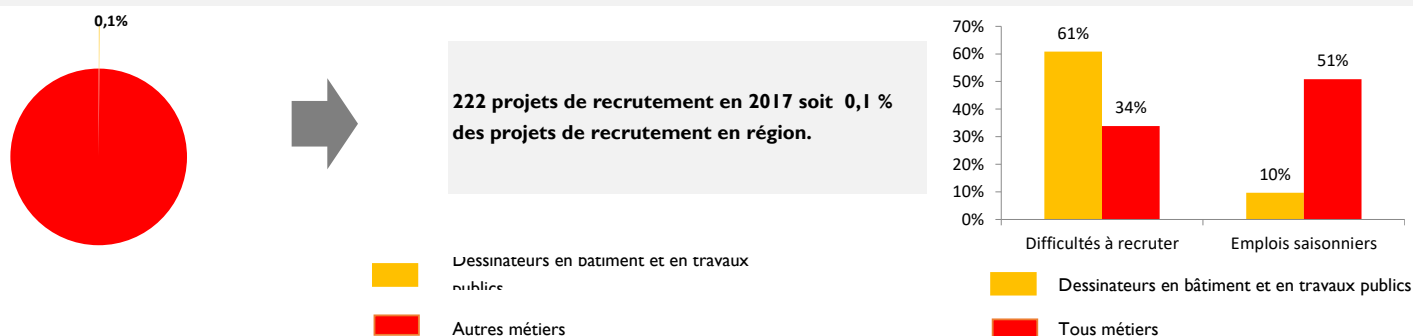 0,1%
222 projets de recrutement en 2017 soit 0,1 %
des projets de recrutement en région.
Dessinateurs en bâtiment et en travaux
publics
Autres métiers
70%
60%
50%
40%
30%
20%
10%
0%
61%
34%
10%
51%
Difficultés à recruter
Emplois saisonniers
Dessinateurs en bâtiment et en travaux publics
Tous métiers